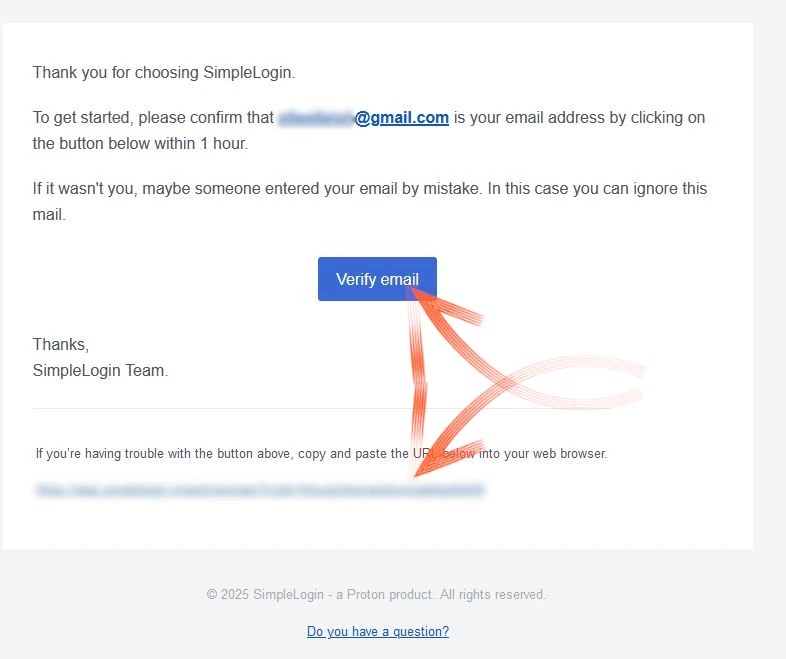 Thank you for choosing SimpleLogin.
To get started, please confirm that @gmail.com is your email address by clicking on
the button below within 1 hour.
If it wasn't you, maybe someone entered your email by mistake. In this case you can ignore this
mail.
Verify email
Thanks,
SimpleLogin Team.
If you're having trouble with the button above, copy and paste the URL below into your web browser.
© 2025 SimpleLogin - a Proton product. All rights reserved.
Do you have a question?